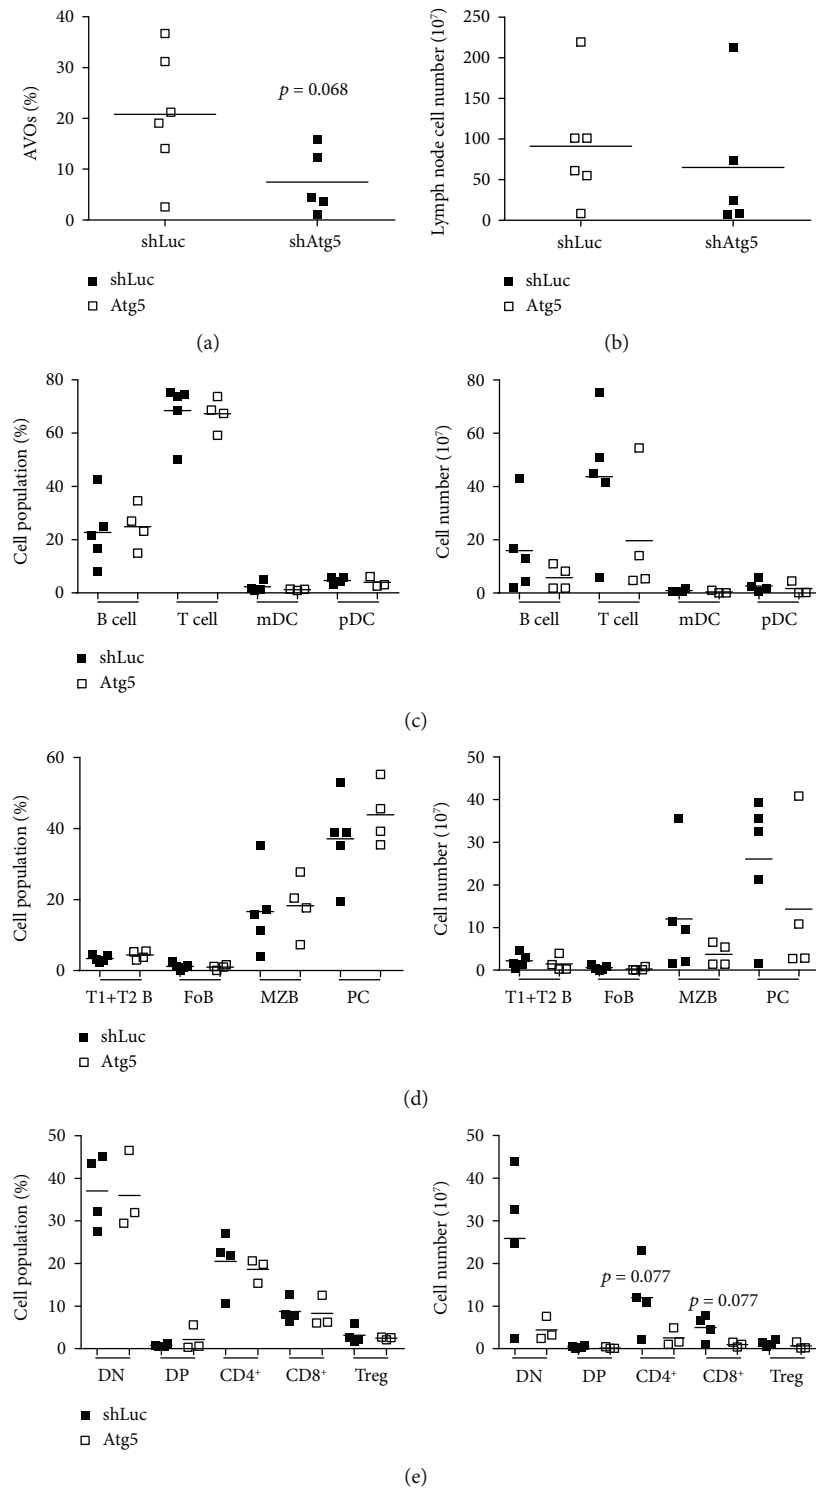 AVOs (%)
40
30
20
10
0
p = 0.068
shLuc shAtg5
shLuc
Atg5
(a)
Lymph node cell number (10⁷)
250
200
150
100
50
0
shLuc shAtg5
shLuc
Atg5
(b)
Cell population (%)
80
60
40
20
0
B cell T cell mDC pDC
shLuc
Atg5
Cell number (10⁷)
80
60
40
20
0
B cell T cell mDC pDC
(c)
Cell population (%)
60
40
20
0
T1+T2 B FoB MZB PC
shLuc
Atg5
Cell number (10⁷)
50
40
30
20
10
0
T1+T2 B FoB MZB PC
(d)
Cell population (%)
50
40
30
20
10
0
DN DP CD4⁺ CD8⁺ Treg
shLuc
Atg5
Cell number (10⁷)
50
40
30
20
10
0
p = 0.077
p = 0.077
DN DP CD4⁺ CD8⁺ Treg
(e)